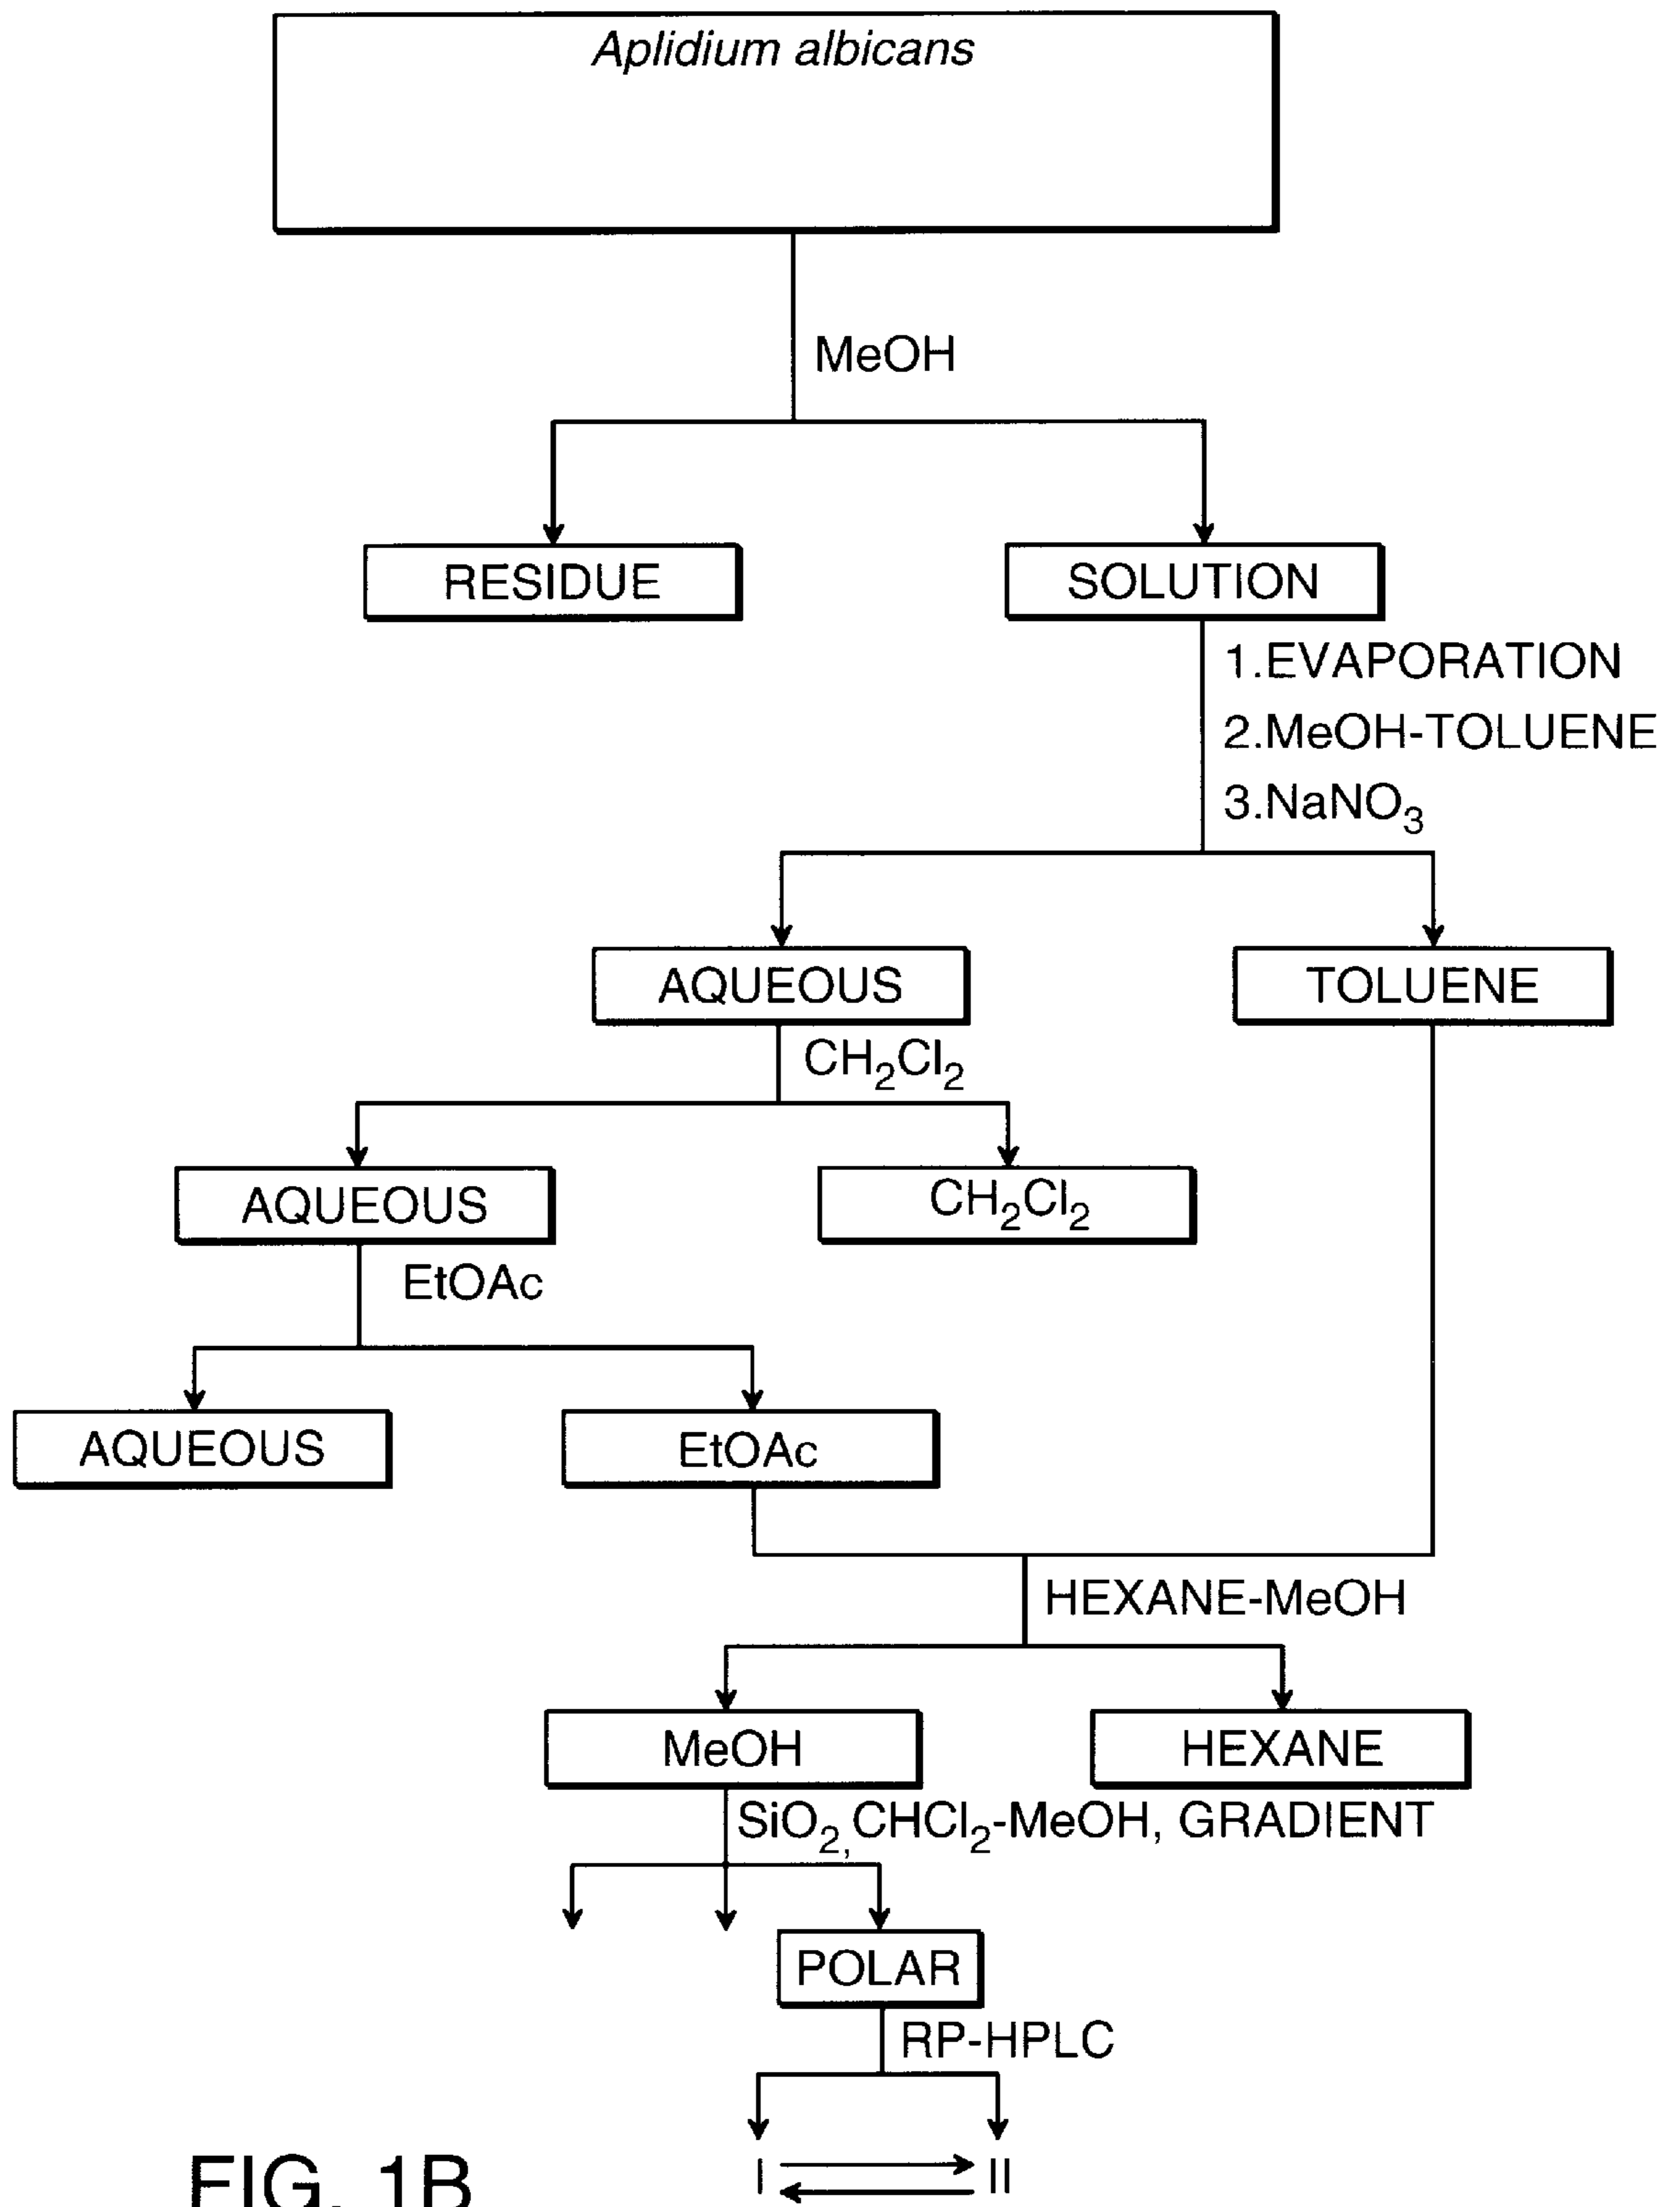 Aplidium albicans
MeOH
RESIDUE
SOLUTION
1.EVAPORATION
2.MeOH-TOLUENE
3.NaNO₃
AQUEOUS
TOLUENE
CH₂Cl₂
AQUEOUS
CH₂Cl₂
EtOAc
AQUEOUS
EtOAc
HEXANE-MeOH
MeOH
HEXANE
SiO₂, CHCl₂-MeOH, GRADIENT
POLAR
RP-HPLC
I
II
FIG. 1B